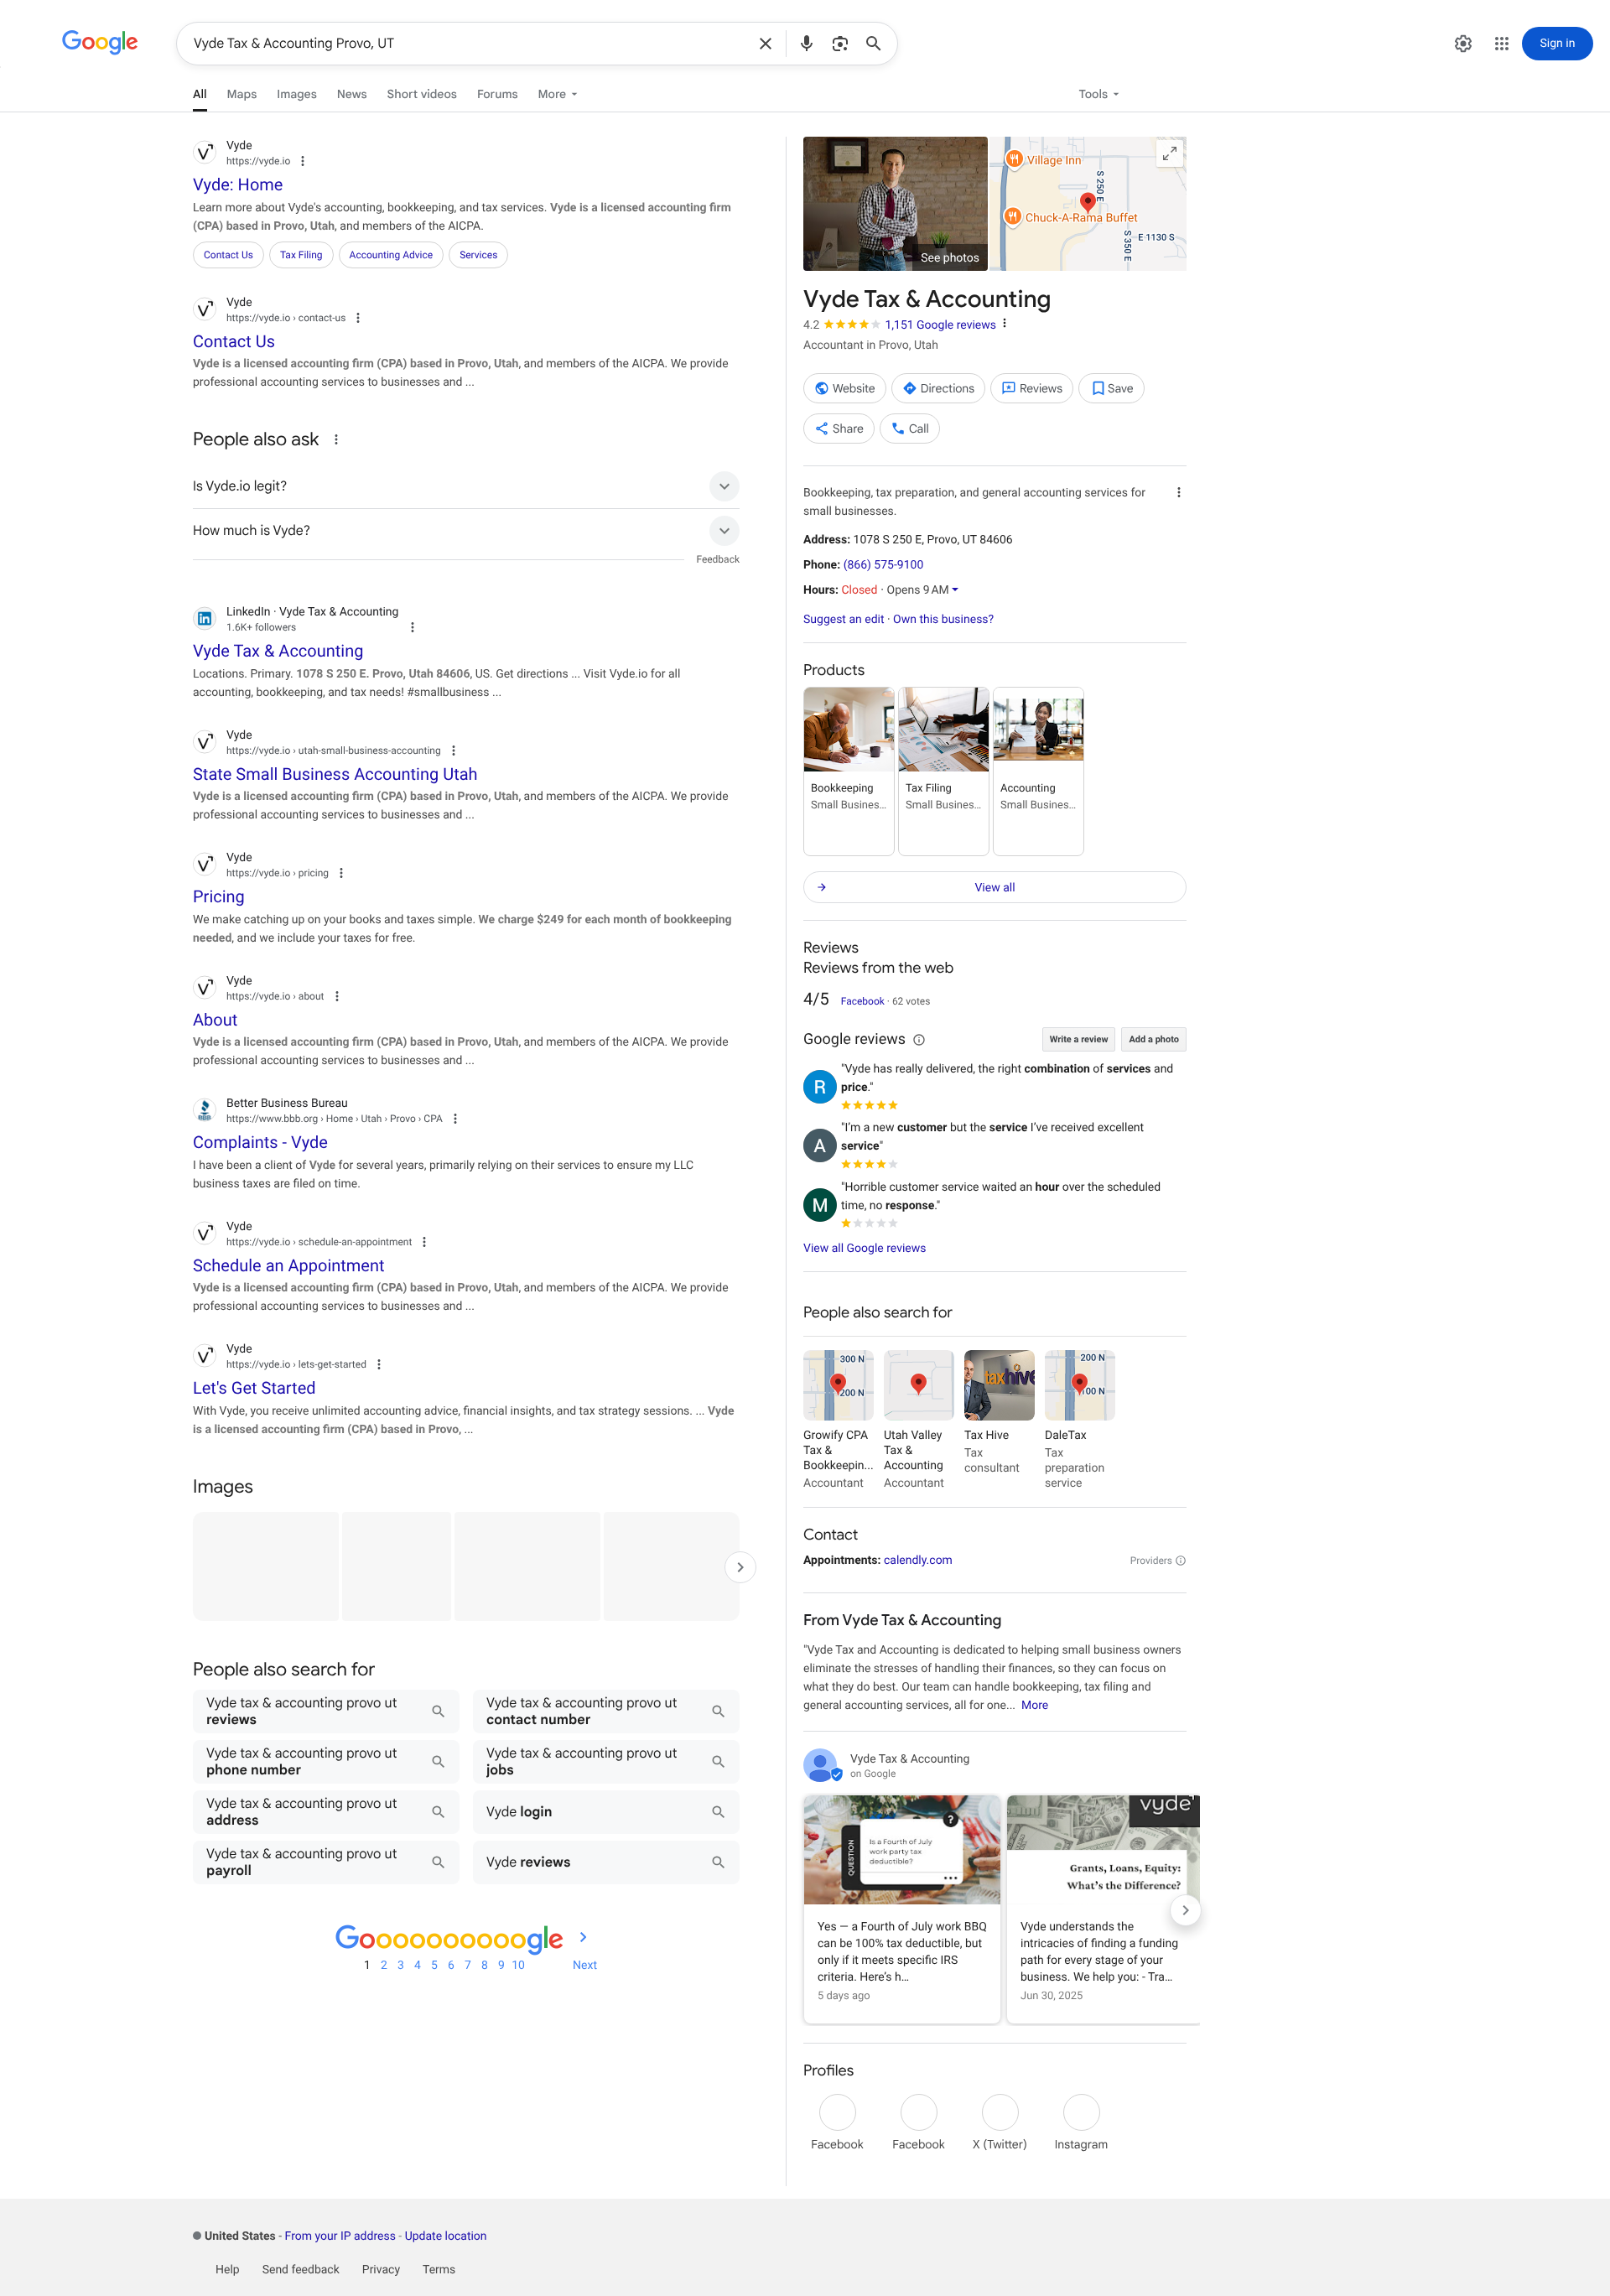 Google
Vyde Tax & Accounting Provo, UT
Sign in
All
Maps
Images
News
Short videos
Forums
More
Tools
Vyde
https://vyde.io
Vyde: Home
Learn more about Vyde's accounting, bookkeeping, and tax services. Vyde is a licensed accounting firm
(CPA) based in Provo, Utah, and members of the AICPA.
Contact Us
Tax Filing
Accounting Advice
Services
Vyde
https://vyde.io › contact-us
Contact Us
Vyde is a licensed accounting firm (CPA) based in Provo, Utah, and members of the AICPA. We provide
professional accounting services to businesses and ...
People also ask
Is Vyde.io legit?
How much is Vyde?
Feedback
LinkedIn · Vyde Tax & Accounting
1.6K+ followers
Vyde Tax & Accounting
Locations. Primary. 1078 S 250 E. Provo, Utah 84606, US. Get directions ... Visit Vyde.io for all
accounting, bookkeeping, and tax needs! #smallbusiness ...
Vyde
https://vyde.io › utah-small-business-accounting
State Small Business Accounting Utah
Vyde is a licensed accounting firm (CPA) based in Provo, Utah, and members of the AICPA. We provide
professional accounting services to businesses and ...
Vyde
https://vyde.io › pricing
Pricing
We make catching up on your books and taxes simple. We charge $249 for each month of bookkeeping
needed, and we include your taxes for free.
Vyde
https://vyde.io › about
About
Vyde is a licensed accounting firm (CPA) based in Provo, Utah, and members of the AICPA. We provide
professional accounting services to businesses and ...
BBB
Better Business Bureau
https://www.bbb.org › Home › Utah › Provo › CPA
Complaints - Vyde
I have been a client of Vyde for several years, primarily relying on their services to ensure my LLC
business taxes are filed on time.
Vyde
https://vyde.io › schedule-an-appointment
Schedule an Appointment
Vyde is a licensed accounting firm (CPA) based in Provo, Utah, and members of the AICPA. We provide
professional accounting services to businesses and ...
Vyde
https://vyde.io › lets-get-started
Let's Get Started
With Vyde, you receive unlimited accounting advice, financial insights, and tax strategy sessions. ... Vyde
is a licensed accounting firm (CPA) based in Provo, ...
Images
People also search for
Vyde tax & accounting provo ut
reviews
Vyde tax & accounting provo ut
contact number
Vyde tax & accounting provo ut
phone number
Vyde tax & accounting provo ut
jobs
Vyde tax & accounting provo ut
address
Vyde login
Vyde tax & accounting provo ut
payroll
Vyde reviews
Goooooooooogle
1 2 3 4 5 6 7 8 9 10
Next
See photos
Village Inn
Chuck-A-Rama Buffet
S 250 E
S 350 E
E 1130 S
Vyde Tax & Accounting
4.2
1,151 Google reviews
Accountant in Provo, Utah
Website
Directions
Reviews
Save
Share
Call
Bookkeeping, tax preparation, and general accounting services for
small businesses.
Address: 1078 S 250 E, Provo, UT 84606
Phone: (866) 575-9100
Hours: Closed · Opens 9 AM
Suggest an edit · Own this business?
Products
Bookkeeping
Small Busines...
Tax Filing
Small Busines...
Accounting
Small Busines...
View all
Reviews
Reviews from the web
4/5
Facebook · 62 votes
Google reviews
Write a review
Add a photo
R
"Vyde has really delivered, the right combination of services and
price."
A
"I'm a new customer but the service I've received excellent
service"
M
"Horrible customer service waited an hour over the scheduled
time, no response."
View all Google reviews
People also search for
300 N
200 N
taxhive
200 N
100 N
Growify CPA
Tax &
Bookkeepin...
Accountant
Utah Valley
Tax &
Accounting
Accountant
Tax Hive
Tax
consultant
DaleTax
Tax
preparation
service
Contact
Appointments: calendly.com
Providers
From Vyde Tax & Accounting
"Vyde Tax and Accounting is dedicated to helping small business owners
eliminate the stresses of handling their finances, so they can focus on
what they do best. Our team can handle bookkeeping, tax filing and
general accounting services, all for one... More
Vyde Tax & Accounting
on Google
QUESTION
?
Is a Fourth of July
work party tax
deductible?
Yes — a Fourth of July work BBQ
can be 100% tax deductible, but
only if it meets specific IRS
criteria. Here's h...
5 days ago
vyde
Grants, Loans, Equity:
What's the Difference?
Vyde understands the
intricacies of finding a funding
path for every stage of your
business. We help you: - Tra...
Jun 30, 2025
Profiles
Facebook
Facebook
X (Twitter)
Instagram
United States - From your IP address - Update location
Help
Send feedback
Privacy
Terms